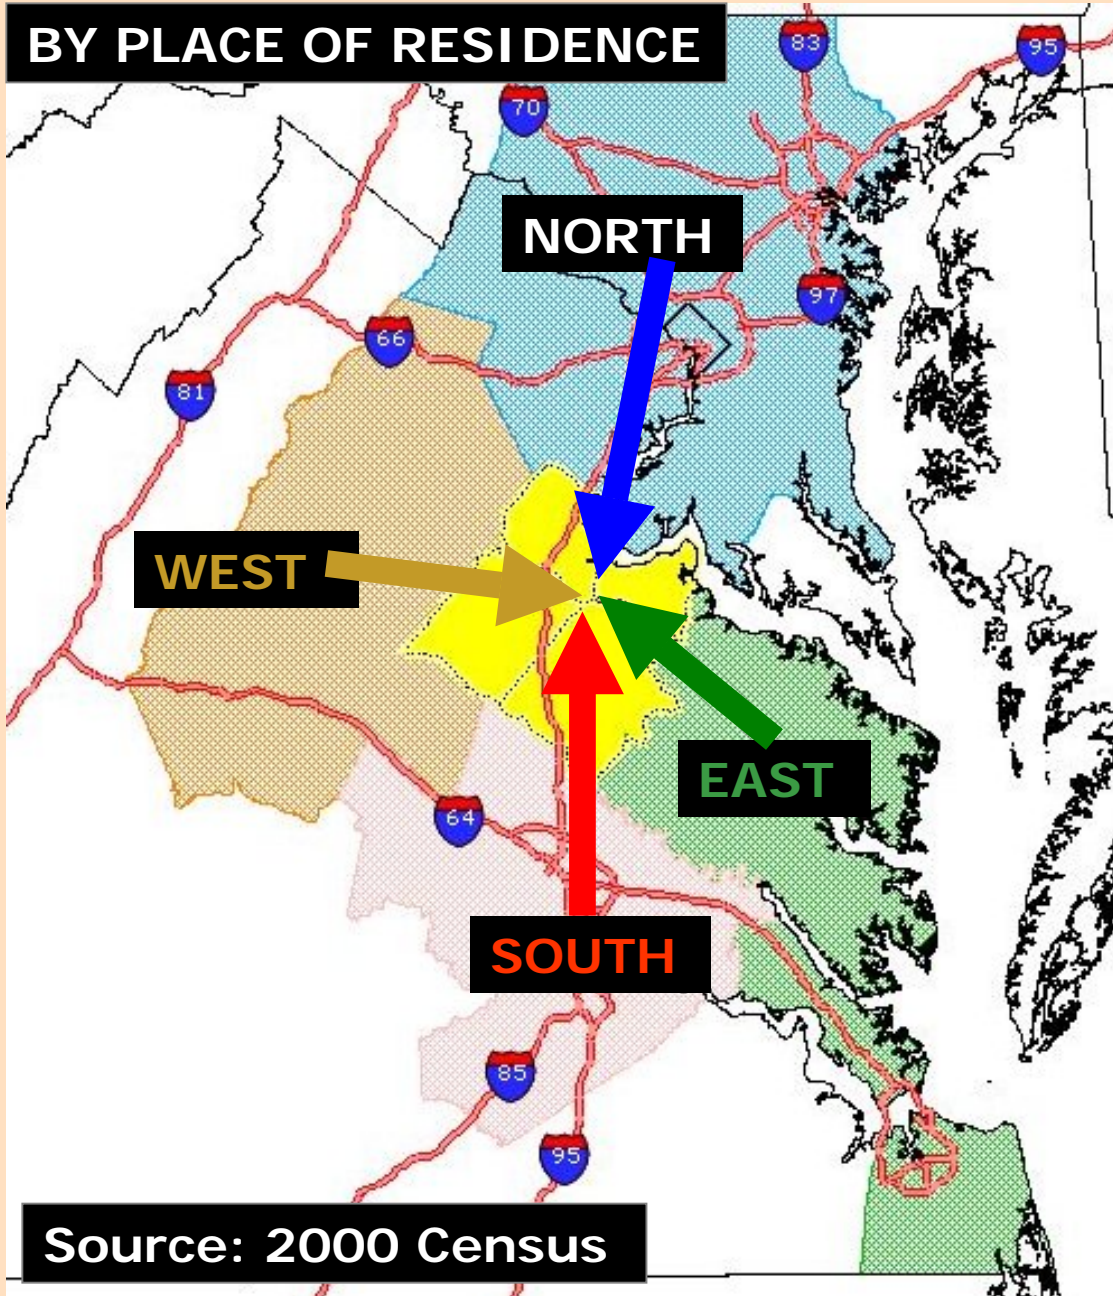 BY PLACE OF RESIDENCE
83
95
70
NORTH
97
66
81
WEST
EAST
64
SOUTH
85
95
Source: 2000 Census